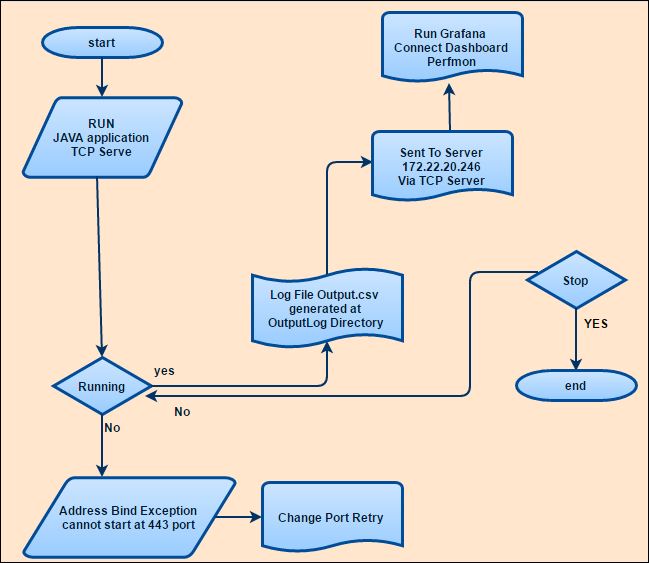 start
RUN
JAVA application
TCP Serve
Run Grafana
Connect Dashboard
Perfmon
Sent To Server
172.22.20.246
Via TCP Server
Log File Output.csv
generated at
OutputLog Directory
Stop
YES
end
Running
yes
No
No
Address Bind Exception
cannot start at 443 port
Change Port Retry